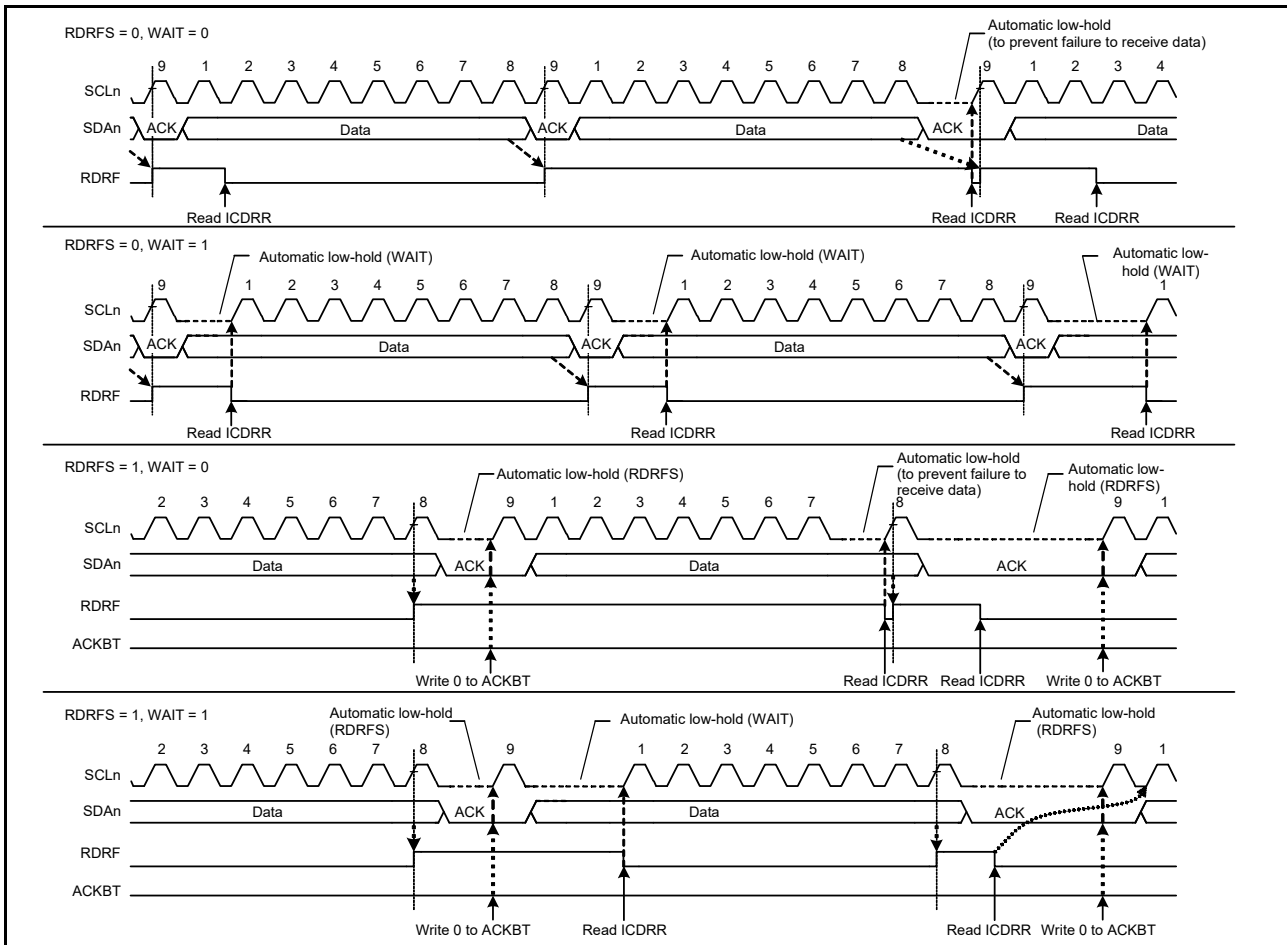 RDRFS = 0, WAIT = 0
Automatic low-hold
(to prevent failure to receive data)
9 1 2 3 4 5 6 7 8 9 1 2 3 4 5 6 7 8 9 1 2 3 4
SCLn
SDAn ACK Data ACK Data ACK Data
RDRF
Read ICDRR Read ICDRR Read ICDRR
RDRFS = 0, WAIT = 1
Automatic low-hold (WAIT) Automatic low-hold (WAIT) Automatic low-
hold (WAIT)
9 1 2 3 4 5 6 7 8 9 1 2 3 4 5 6 7 8 9 1
SCLn
SDAn ACK Data ACK Data ACK
RDRF
Read ICDRR Read ICDRR Read ICDRR
RDRFS = 1, WAIT = 0
Automatic low-hold (RDRFS)
Automatic low-hold
(to prevent failure to
receive data)
Automatic low-
hold (RDRFS)
2 3 4 5 6 7 8 9 1 2 3 4 5 6 7 8 9 1
SCLn
SDAn Data ACK Data ACK
RDRF
ACKBT
Write 0 to ACKBT Read ICDRR Read ICDRR Write 0 to ACKBT
RDRFS = 1, WAIT = 1
Automatic low-hold
(RDRFS)
Automatic low-hold (WAIT)
Automatic low-hold
(RDRFS)
2 3 4 5 6 7 8 9 1 2 3 4 5 6 7 8 9 1
SCLn
SDAn Data ACK Data ACK
RDRF
ACKBT
Write 0 to ACKBT Read ICDRR Read ICDRR Write 0 to ACKBT